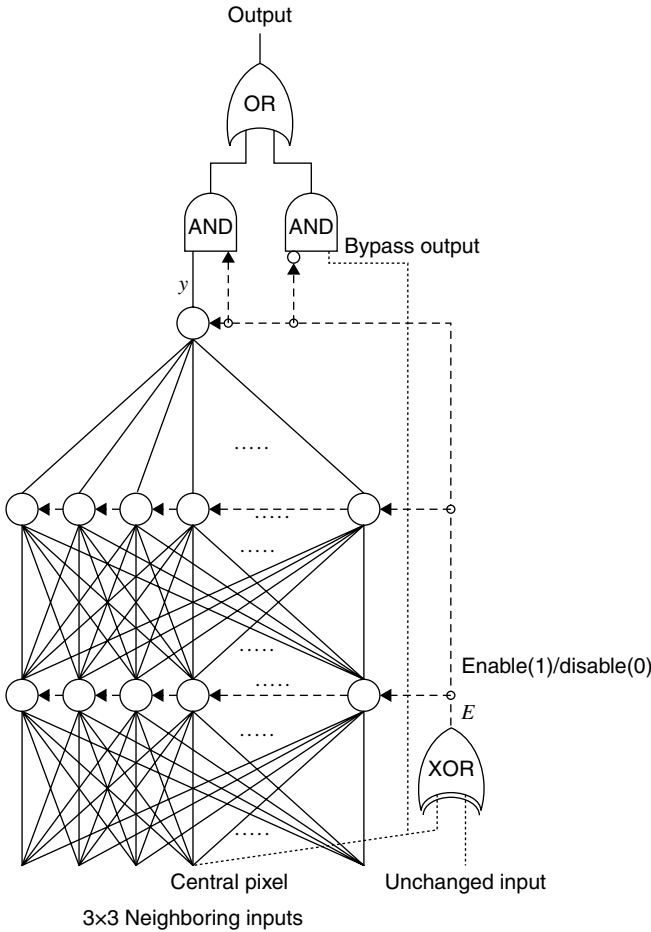 Output
OR
AND
AND
Bypass output
y
.....
.....
.....
.....
.....
Enable(1)/disable(0)
E
.....
XOR
.....
Central pixel
Unchanged input
3×3 Neighboring inputs